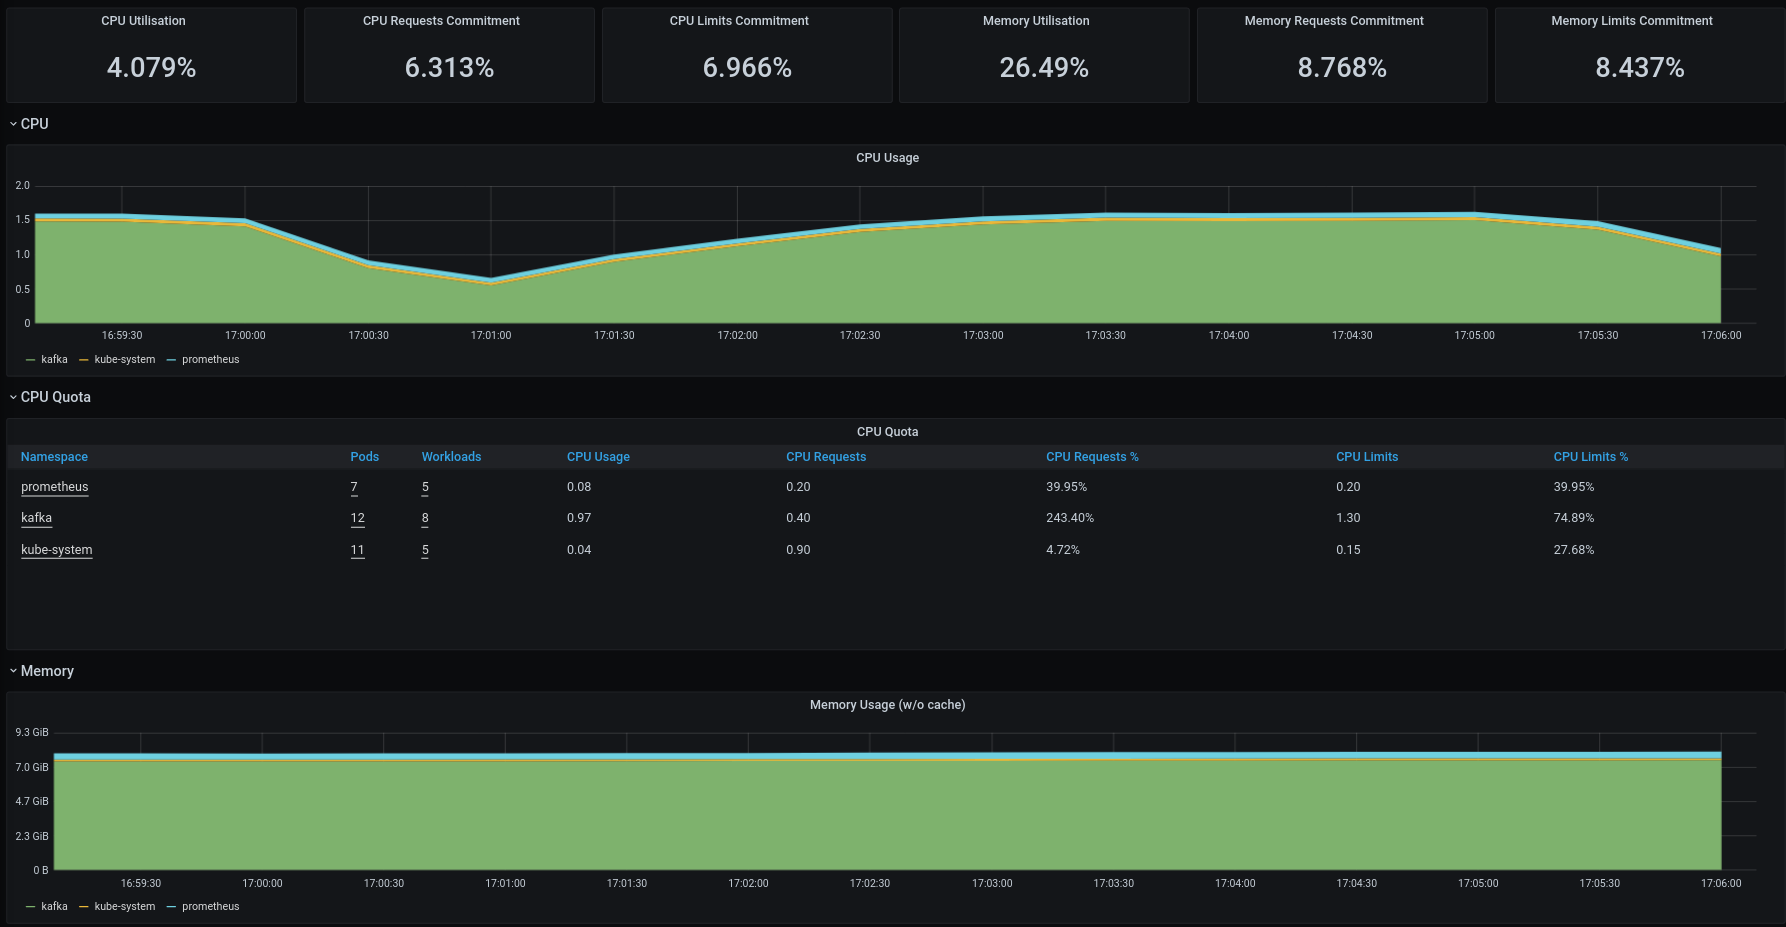 CPU Utilisation CPU Requests Commitment CPU Limits Commitment Memory Utilisation Memory Requests Commitment Memory Limits Commitment
4.079% 6.313% 6.966% 26.49% 8.768% 8.437%
CPU
CPU Usage
2.0
1.5
1.0
0.5
0
16:59:30 17:00:00 17:00:30 17:01:00 17:01:30 17:02:00 17:02:30 17:03:00 17:03:30 17:04:00 17:04:30 17:05:00 17:05:30 17:06:00
kafka kube-system prometheus
CPU Quota
CPU Quota
Namespace Pods Workloads CPU Usage CPU Requests CPU Requests % CPU Limits CPU Limits %
prometheus 7 5 0.08 0.20 39.95% 0.20 39.95%
kafka 12 8 0.97 0.40 243.40% 1.30 74.89%
kube-system 11 5 0.04 0.90 4.72% 0.15 27.68%
Memory
Memory Usage (w/o cache)
9.3 GiB
7.0 GiB
4.7 GiB
2.3 GiB
0 B
16:59:30 17:00:00 17:00:30 17:01:00 17:01:30 17:02:00 17:02:30 17:03:00 17:03:30 17:04:00 17:04:30 17:05:00 17:05:30 17:06:00
kafka kube-system prometheus